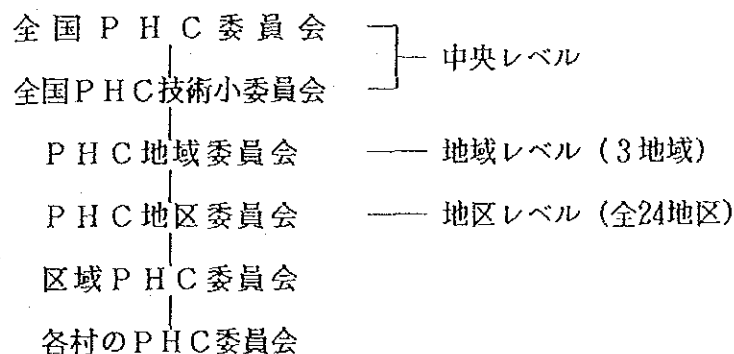 全国PHC委員会
中央レベル
全国PHC技術小委員会
PHC地域委員会 —— 地域レベル (3地域)
PHC地区委員会 —— 地区レベル (全24地区)
区域PHC委員会
各村のPHC委員会